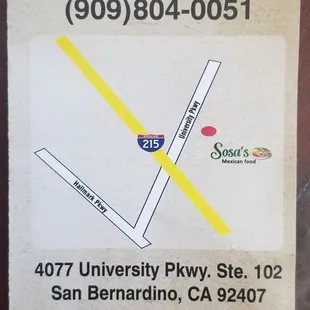 (909)804-0051
University Pkwy
215
Sosa's
Mexican food
Hallmark Pkwy
4077 University Pkwy. Ste. 102
San Bernardino, CA 92407